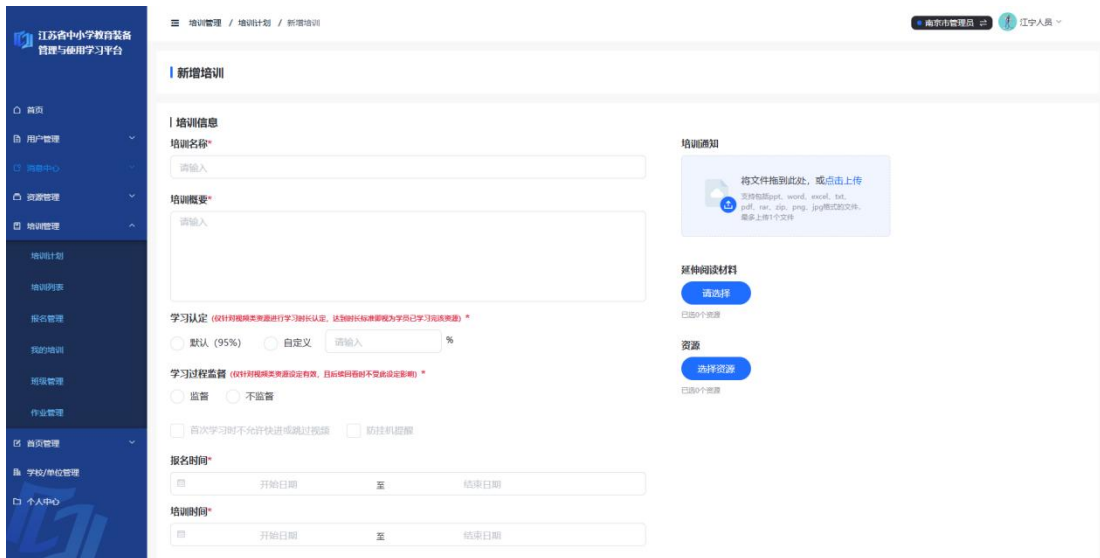 江苏省中小学教育装备
管理与使用学习平台
培训管理 / 培训计划 / 新增培训
南京市管理员
江宁人员
新增培训
首页
用户管理
消息中心
资源管理
培训管理
培训计划
培训列表
报名管理
我的培训
班级管理
作业管理
首页管理
学校/单位管理
个人中心
培训信息
培训名称*
请输入
培训概要*
请输入
学习认定 (仅针对视频类资源进行学习时长认定，达到时长标准即视为学员已学习完该资源) *
默认 (95%) 自定义 请输入 %
学习过程监督 (仅针对视频类资源设定有效，且后续回看时不受此设定影响) *
监督 不监督
首次学习时不允许快进或跳过视频 防挂机提醒
报名时间*
开始日期 至 结束日期
培训时间*
开始日期 至 结束日期
培训通知
将文件拖到此处，或点击上传
支持包括ppt、word、excel、txt、
pdf、rar、zip、png、jpg格式的文件，
最多上传1个文件
延伸阅读材料
请选择
已选0个资源
资源
选择资源
已选0个资源